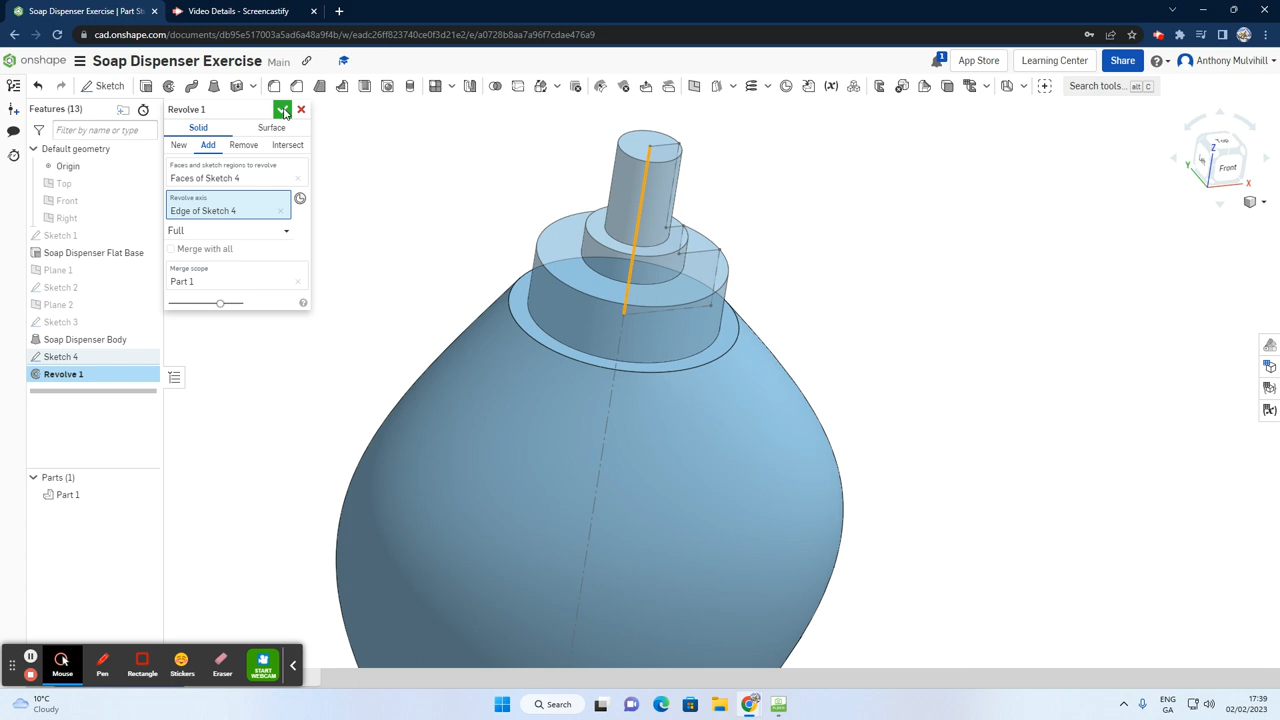 Soap Dispenser Exercise | Part St
Video Details - Screencastify
cad.onshape.com/documents/db95e517003a5ad6a48a9f4b/w/eadc26ff823740ce0f3d21e2/e/a0728b8aa7a96f7cdae476a9
onshape
Soap Dispenser Exercise Main
1
App Store
Learning Center
Share
Anthony Mulvihill
Sketch
Search tools... alt C
Features (13)
Filter by name or type
Default geometry
Origin
Top
Front
Right
Sketch 1
Soap Dispenser Flat Base
Plane 1
Sketch 2
Plane 2
Sketch 3
Soap Dispenser Body
Sketch 4
Revolve 1
Parts (1)
Part 1
Revolve 1
Solid Surface
New Add Remove Intersect
Faces and sketch regions to revolve
Faces of Sketch 4
Revolve axis
Edge of Sketch 4
Full
Merge with all
Merge scope
Part 1
Z
Y
X
Front
Mouse Pen Rectangle Stickers Eraser
START
WEBCAM
10°C
Cloudy
Search
ENG
GA
17:39
02/02/2023